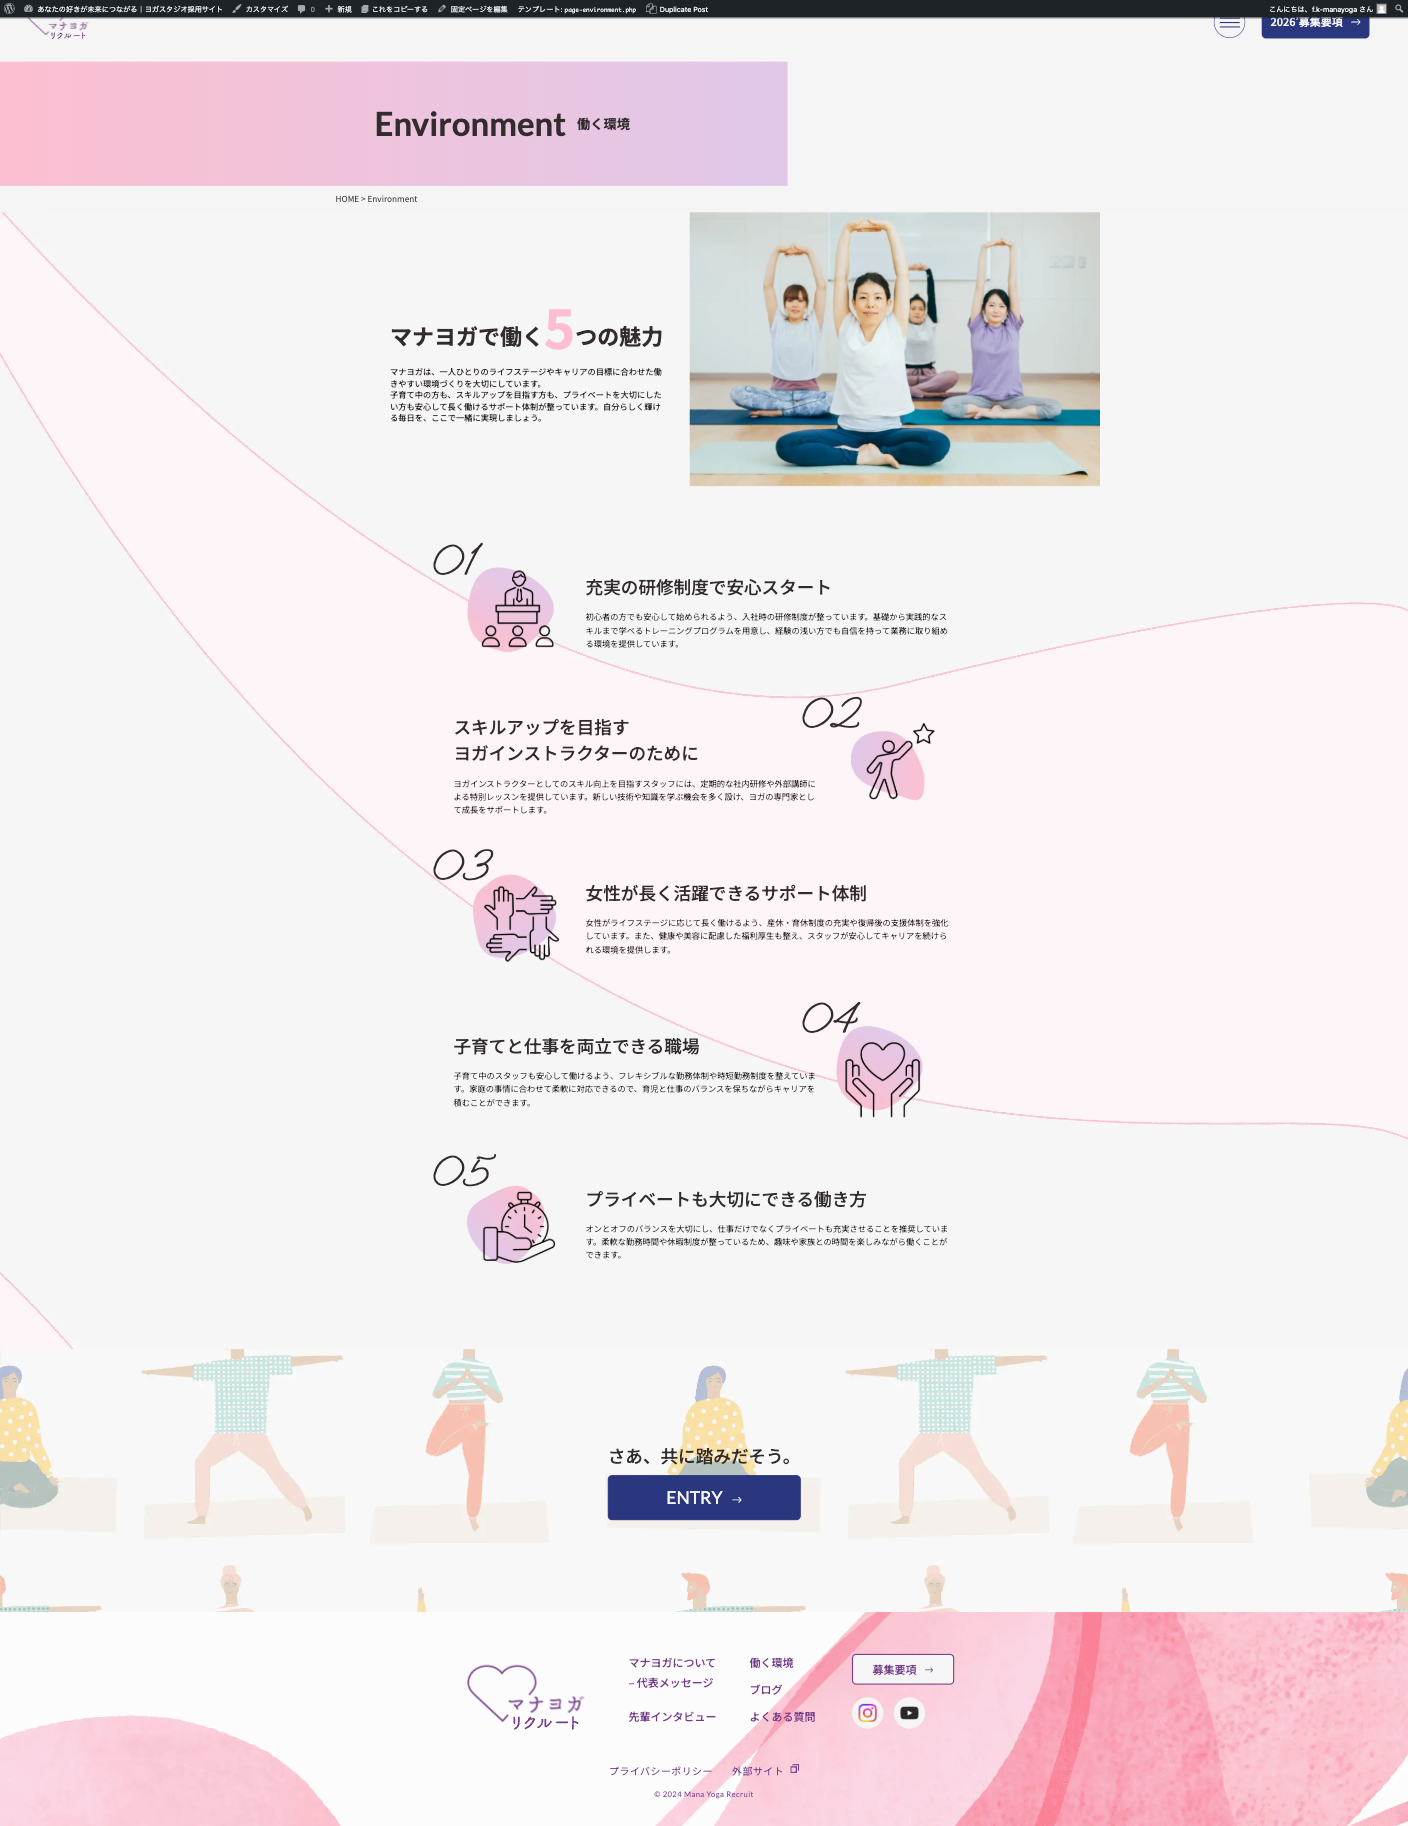 あなたの好きが未来につながる | ヨガスタジオ採用サイト カスタマイズ 0 新規 これをコピーする 固定ページを編集 テンプレート: page-environment.php Duplicate Post こんにちは、f.k-manayoga さん
マナヨガ
リクルート
2026 募集要項 →
Environment 働く環境
HOME > Environment
マナヨガで働く5つの魅力
マナヨガは、一人ひとりのライフステージやキャリアの目標に合わせた働
きやすい環境づくりを大切にしています。
子育て中の方も、スキルアップを目指す方も、プライベートを大切にした
い方も安心して長く働けるサポート体制が整っています。自分らしく輝け
る毎日を、ここで一緒に実現しましょう。
01
充実の研修制度で安心スタート
初心者の方でも安心して始められるよう、入社時の研修制度が整っています。基礎から実践的なス
キルまで学べるトレーニングプログラムを用意し、経験の浅い方でも自信を持って業務に取り組め
る環境を提供しています。
02
スキルアップを目指す
ヨガインストラクターのために
ヨガインストラクターとしてのスキル向上を目指すスタッフには、定期的な社内研修や外部講師に
よる特別レッスンを提供しています。新しい技術や知識を学ぶ機会を多く設け、ヨガの専門家とし
て成長をサポートします。
03
女性が長く活躍できるサポート体制
女性がライフステージに応じて長く働けるよう、産休・育休制度の充実や復帰後の支援体制を強化
しています。また、健康や美容に配慮した福利厚生も整え、スタッフが安心してキャリアを続けら
れる環境を提供します。
04
子育てと仕事を両立できる職場
子育て中のスタッフも安心して働けるよう、フレキシブルな勤務体制や時短勤務制度を整えていま
す。家庭の事情に合わせて柔軟に対応できるので、育児と仕事のバランスを保ちながらキャリアを
積むことができます。
05
プライベートも大切にできる働き方
オンとオフのバランスを大切にし、仕事だけでなくプライベートも充実させることを推奨していま
す。柔軟な勤務時間や休暇制度が整っているため、趣味や家族との時間を楽しみながら働くことが
できます。
さあ、共に踏みだそう。
ENTRY →
マナヨガ
リクルート
マナヨガについて
– 代表メッセージ
先輩インタビュー
働く環境
ブログ
よくある質問
募集要項 →
プライバシーポリシー 外部サイト
© 2024 Mana Yoga Recruit